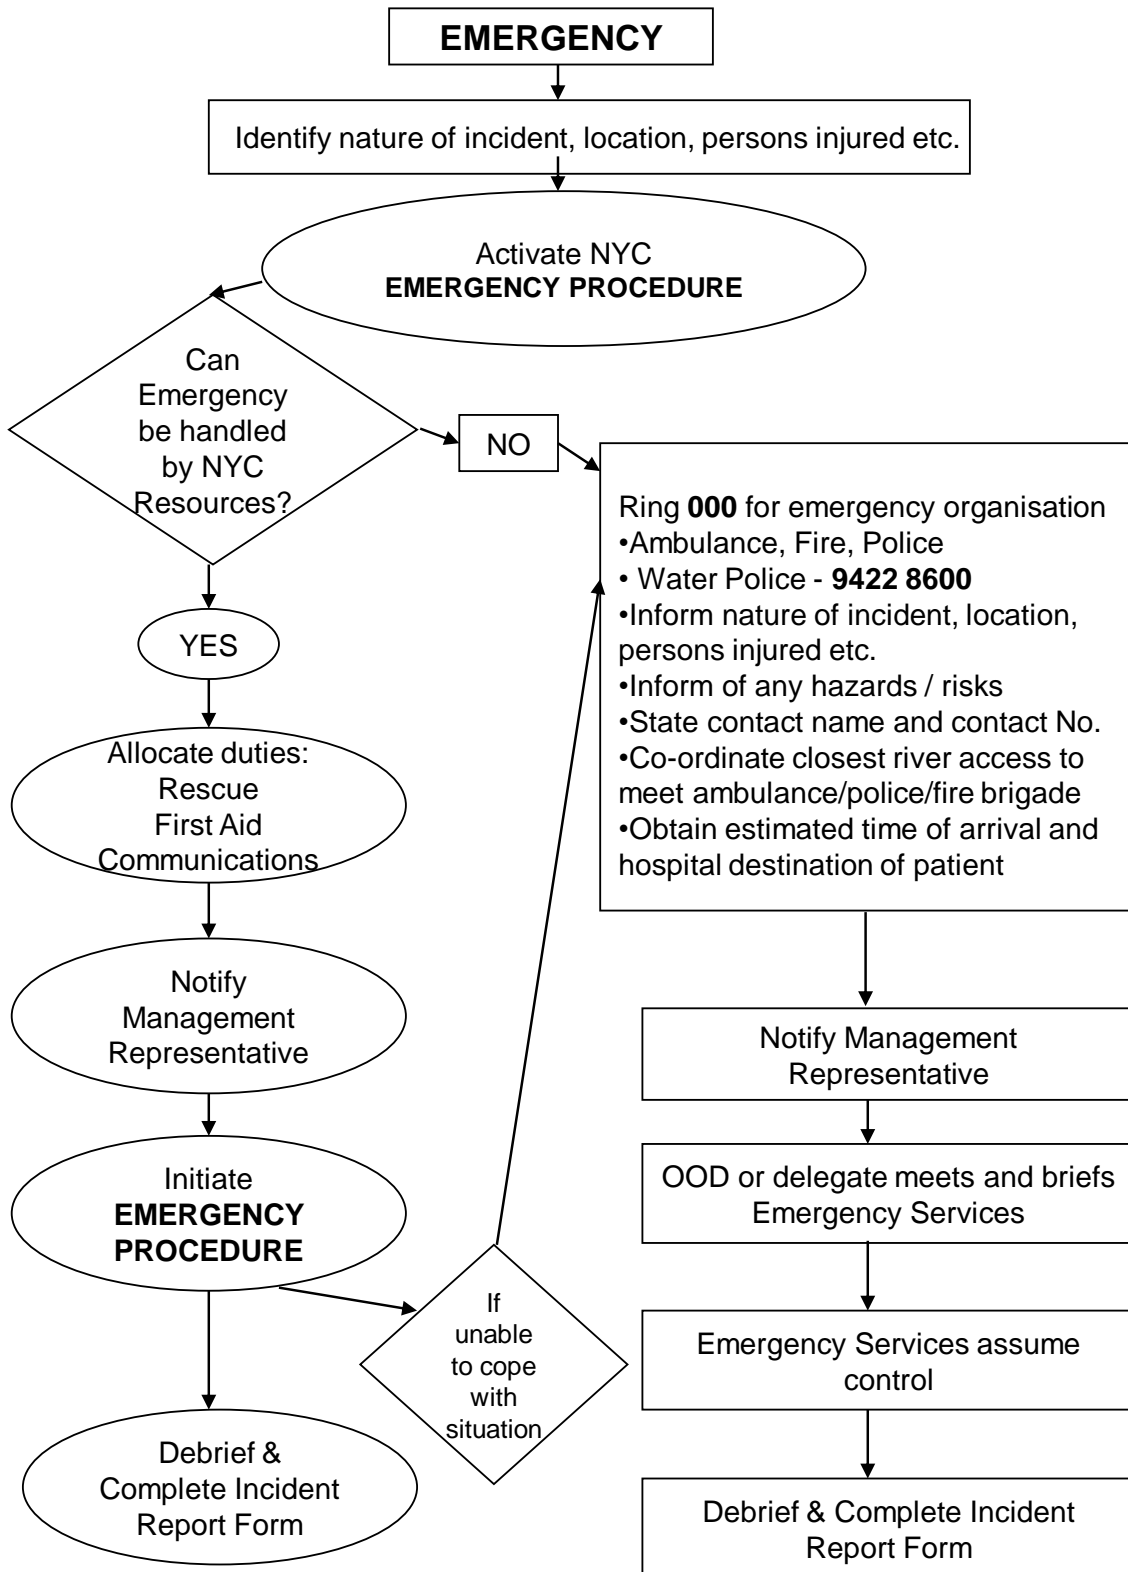 EMERGENCY
Identify nature of incident, location, persons injured etc.
Activate NYC
EMERGENCY PROCEDURE
Can
Emergency
be handled
by NYC
Resources?
NO
YES
Allocate duties:
Rescue
First Aid
Communications
Notify
Management
Representative
Initiate
EMERGENCY
PROCEDURE
If
unable
to cope
with
situation
Debrief &
Complete Incident
Report Form
Ring 000 for emergency organisation
•Ambulance, Fire, Police
• Water Police - 9422 8600
•Inform nature of incident, location,
persons injured etc.
•Inform of any hazards / risks
•State contact name and contact No.
•Co-ordinate closest river access to
meet ambulance/police/fire brigade
•Obtain estimated time of arrival and
hospital destination of patient
Notify Management
Representative
OOD or delegate meets and briefs
Emergency Services
Emergency Services assume
control
Debrief & Complete Incident
Report Form